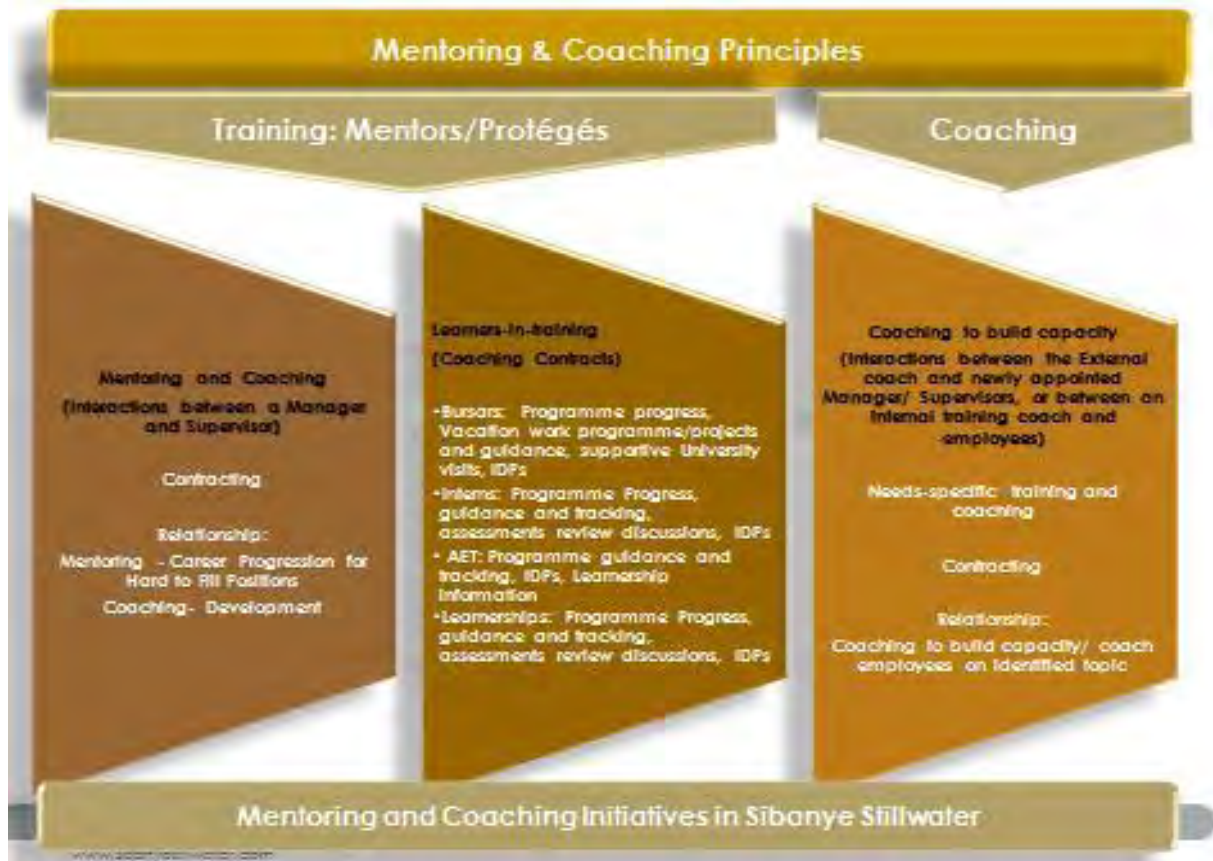 Mentoring & Coaching Principles
Training: Mentors/Protégés
Coaching
Mentoring and Coaching
(Interactions between a Manager
and Supervisor)
Contracting
Relationship:
Mentoring - Career Progression for
Hard to Fill Positions
Coaching- Development
Learners-in-training
(Coaching Contracts)
•Bursars: Programme progress,
Vacation work programme/projects
and guidance, supportive University
visits, IDPs
•Interns: Programme Progress,
guidance and tracking,
assessments review discussions, IDPs
• AET: Programme guidance and
tracking, IDPs, Learnership
Information
•Learnerships: Programme Progress,
guidance and tracking,
assessments review discussions, IDPs
Coaching to build capacity
(Interactions between the External
coach and newly appointed
Manager/ Supervisors, or between an
Internal training coach and
employees)
Needs-specific training and
coaching
Contracting
Relationship:
Coaching to build capacity/ coach
employees on identified topic
Mentoring and Coaching Initiatives in Sibanye Stillwater